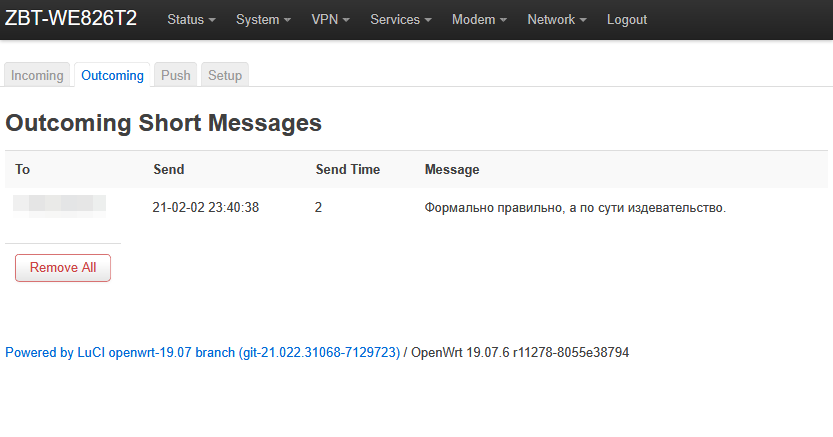 ZBT-WE826T2 Status System VPN Services Modem Network Logout
Incoming Outcoming Push Setup
Outcoming Short Messages
To Send Send Time Message
21-02-02 23:40:38 2 Формально правильно, а по сути издевательство.
Remove All
Powered by LuCI openwrt-19.07 branch (git-21.022.31068-7129723) / OpenWrt 19.07.6 r11278-8055e38794